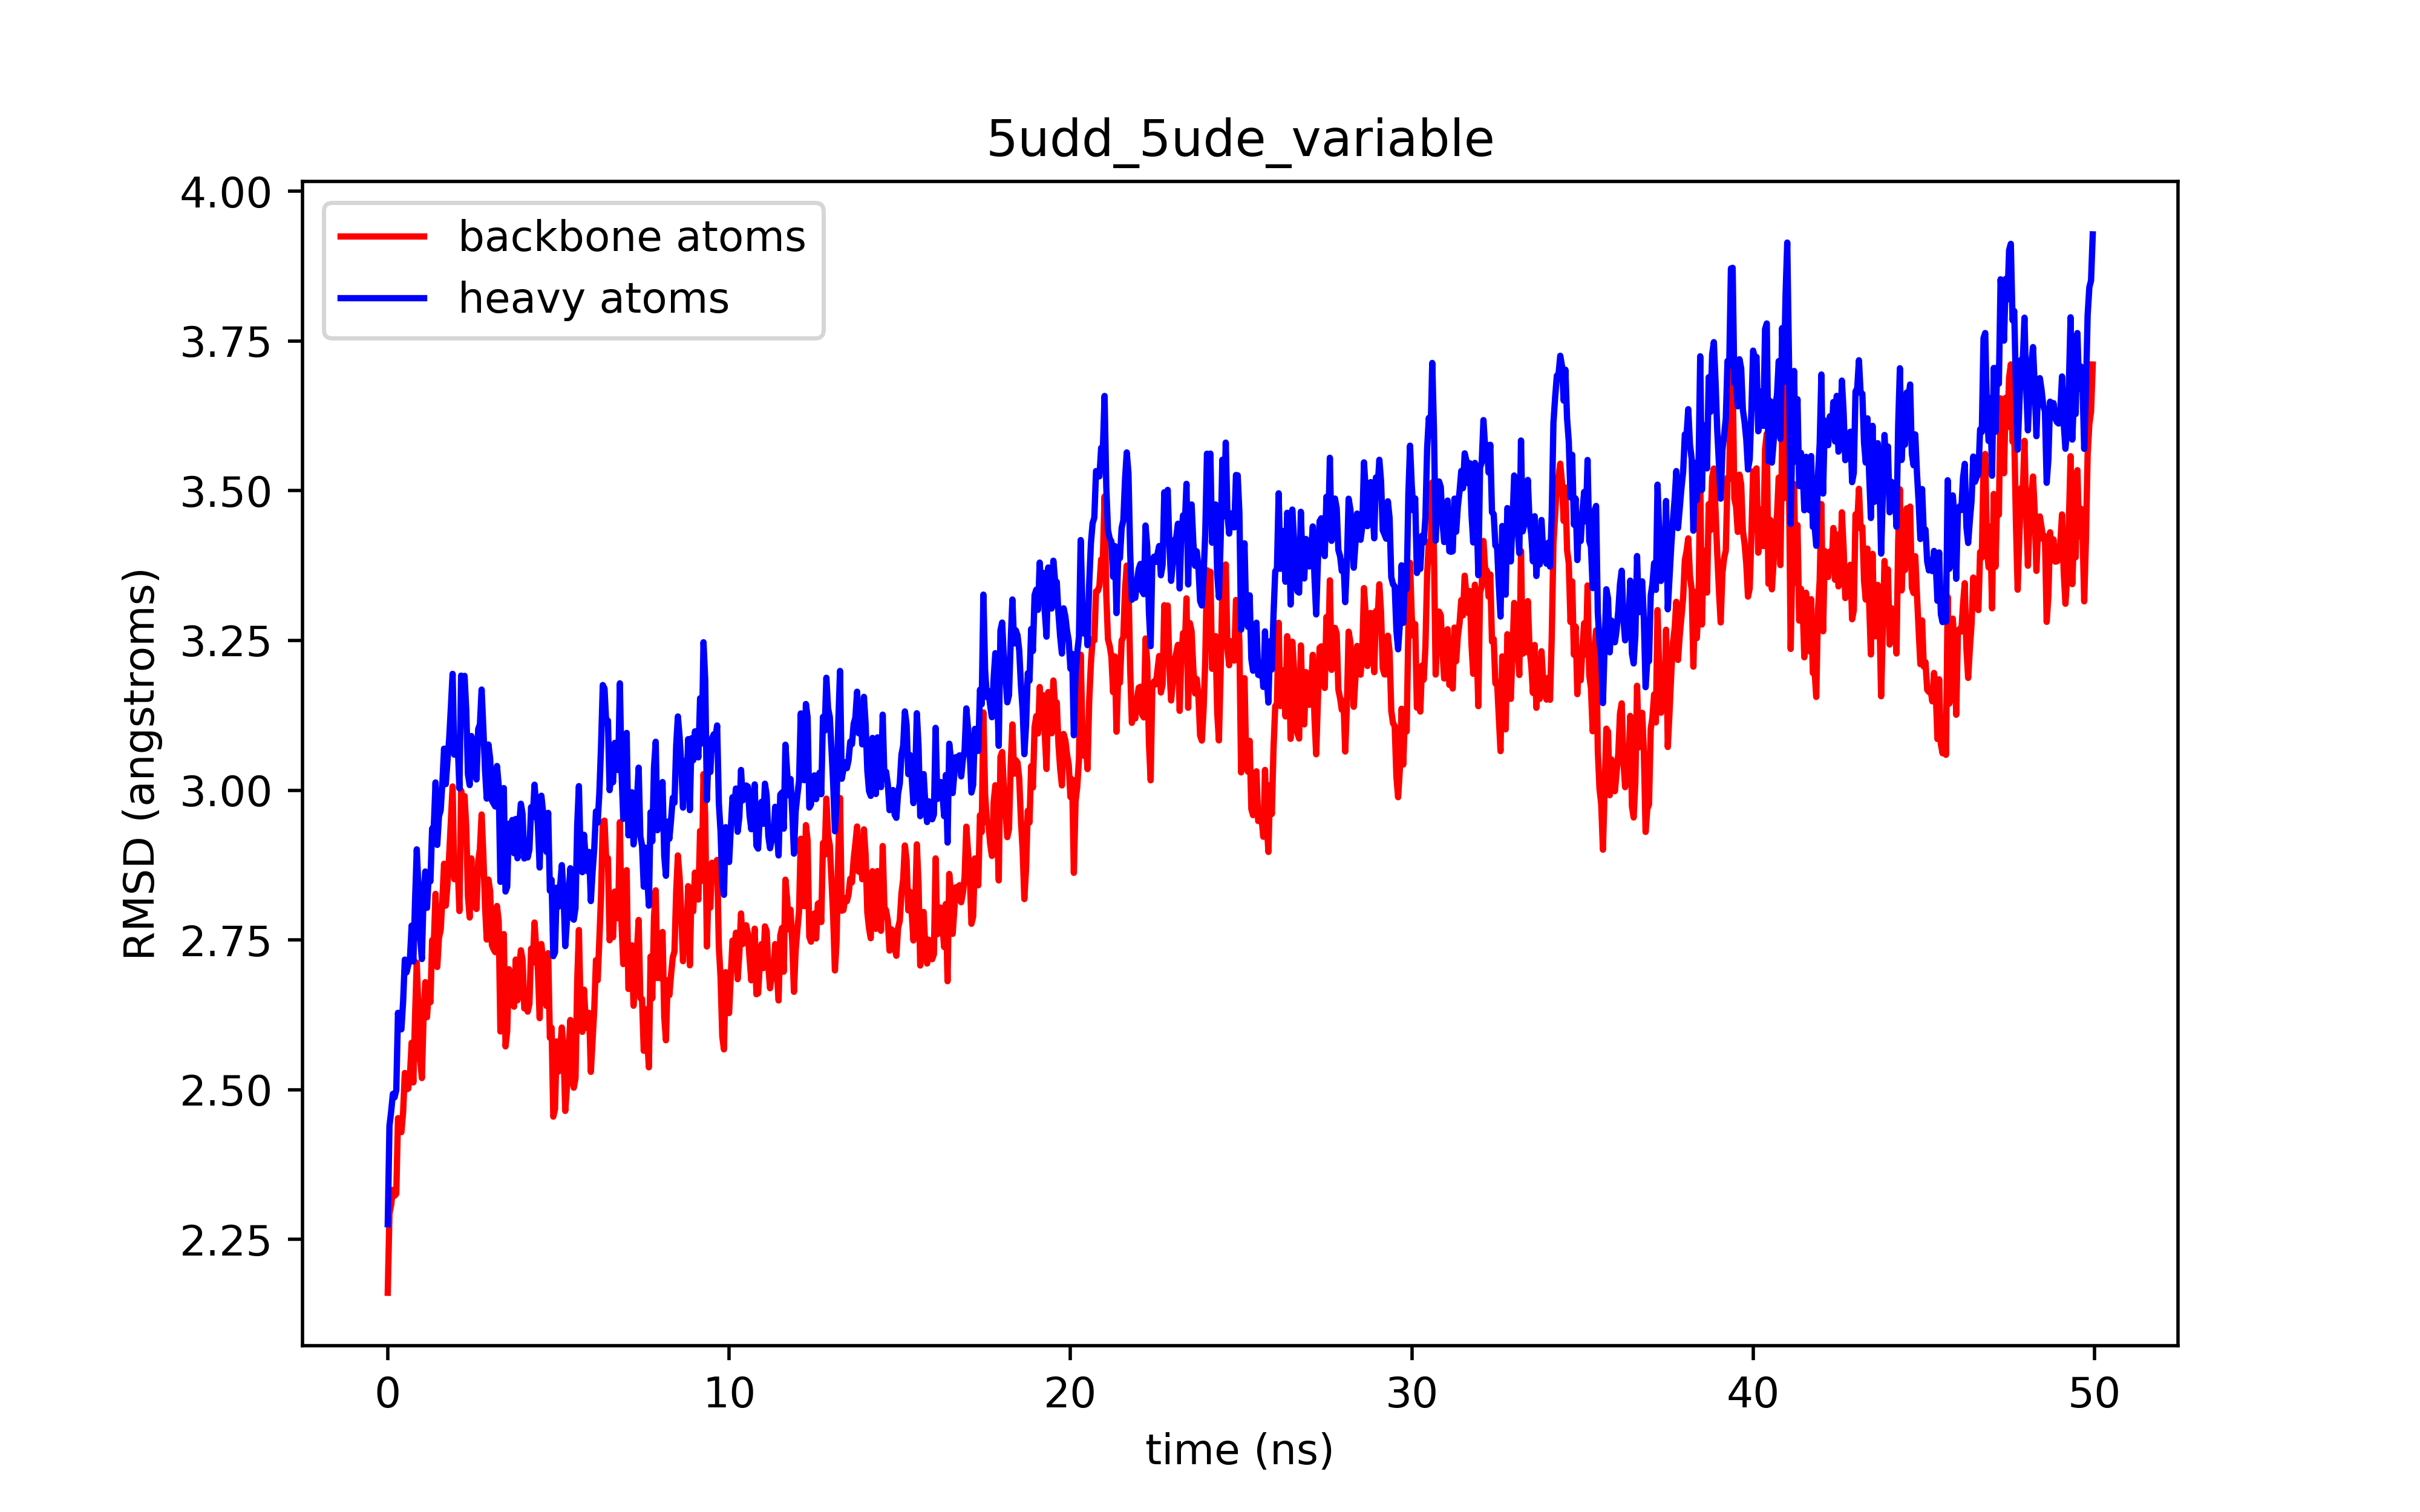 5udd_5ude_variable
backbone atoms
heavy atoms
RMSD (angstroms)
4.00
3.75
3.50
3.25
3.00
2.75
2.50
2.25
0 10 20 30 40 50
time (ns)